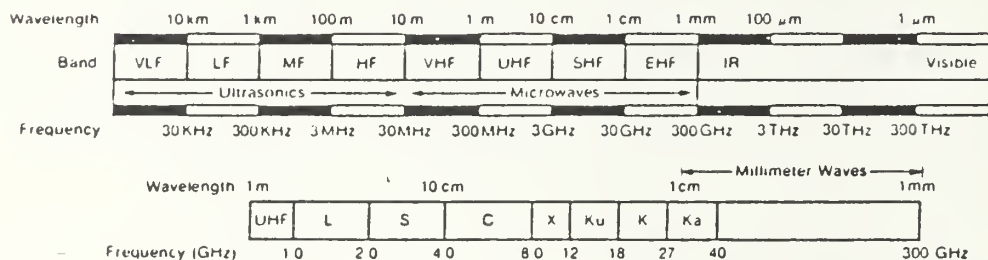 Wavelength 10 km 1 km 100 m 10 m 1 m 10 cm 1 cm 1 mm 100 μm 1 μm
Band VLF LF MF HF VHF UHF SHF EHF IR Visible
Ultrasonics Microwaves
Frequency 30 KHz 300 KHz 3 MHz 30 MHz 300 MHz 3 GHz 30 GHz 300 GHz 3 THz 30 THz 300 THz
Millimeter Waves
Wavelength 1 m 10 cm 1 cm 1 mm
UHF L S C X Ku K Ka
Frequency (GHz) 1 0 2 0 4 0 8 0 12 18 27 40 300 GHz